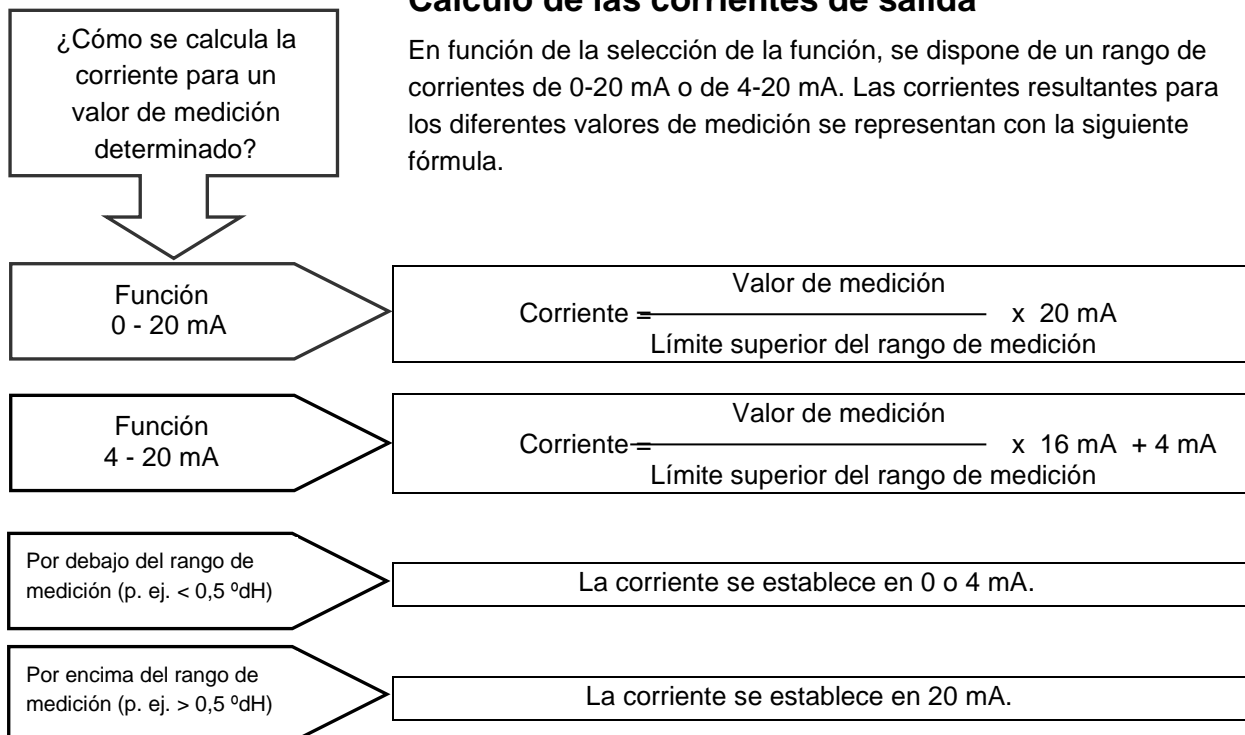 Cálculo de las corrientes de salida
¿Cómo se calcula la
corriente para un
valor de medición
determinado?
En función de la selección de la función, se dispone de un rango de
corrientes de 0-20 mA o de 4-20 mA. Las corrientes resultantes para
los diferentes valores de medición se representan con la siguiente
fórmula.
Función
0 - 20 mA
Valor de medición
Corriente = x 20 mA
Límite superior del rango de medición
Función
4 - 20 mA
Valor de medición
Corriente = x 16 mA + 4 mA
Límite superior del rango de medición
Por debajo del rango de
medición (p. ej. < 0,5 ºdH)
La corriente se establece en 0 o 4 mA.
Por encima del rango de
medición (p. ej. > 0,5 ºdH)
La corriente se establece en 20 mA.